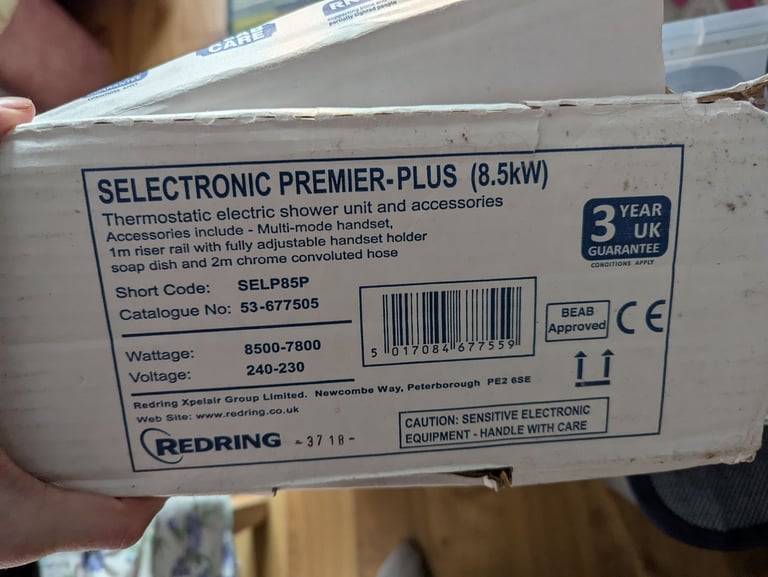 CARE
partially sighted people
SELECTRONIC PREMIER-PLUS (8.5kW)
Thermostatic electric shower unit and accessories
Accessories include - Multi-mode handset,
1m riser rail with fully adjustable handset holder
soap dish and 2m chrome convoluted hose
3 YEAR UK GUARANTEE
CONDITIONS APPLY
Short Code: SELP85P
Catalogue No: 53-677505
5 017084 677559
BEAB Approved
CE
Wattage: 8500-7800
Voltage: 240-230
Redring Xpelair Group Limited. Newcombe Way, Peterborough PE2 6SE
Web Site: www.redring.co.uk
REDRING -3718-
CAUTION: SENSITIVE ELECTRONIC
EQUIPMENT - HANDLE WITH CARE